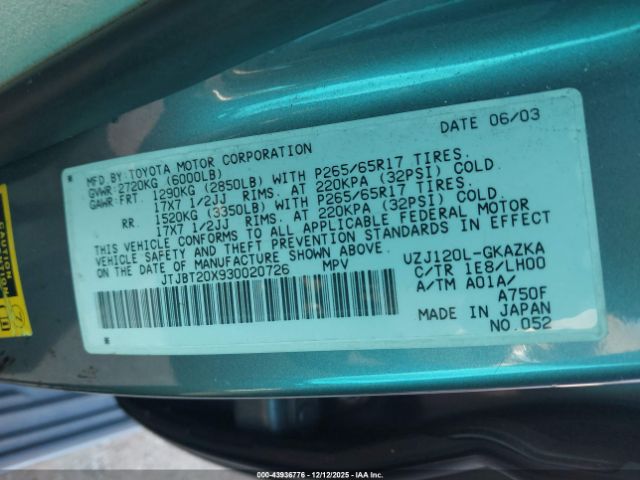 DATE 06/03
MFD BY TOYOTA MOTOR CORPORATION
GVWR: 2720KG (6000LB)
GAWR: FRT. 1290KG (2850LB) WITH P265/65R17 TIRES.
17X7 1/2JJ RIMS. AT 220KPA (32PSI) COLD
RR. 1520KG (3350LB) WITH P265/65R17 TIRES.
17X7 1/2JJ RIMS. AT 220KPA (32PSI) COLD.
THIS VEHICLE CONFORMS TO ALL APPLICABLE FEDERAL MOTOR
VEHICLE SAFETY AND THEFT PREVENTION STANDARDS IN EFFECT
ON THE DATE OF MANUFACTURE SHOWN ABOVE.
JTJBT20X930020726 MPV
UZJ120L-GKAZKA
C/TR 1E8/LH00
A/TM A01A/
A750F
MADE IN JAPAN
NO.052
CAUTION
00-43936776 - 12/12/2025 - IAA Inc.